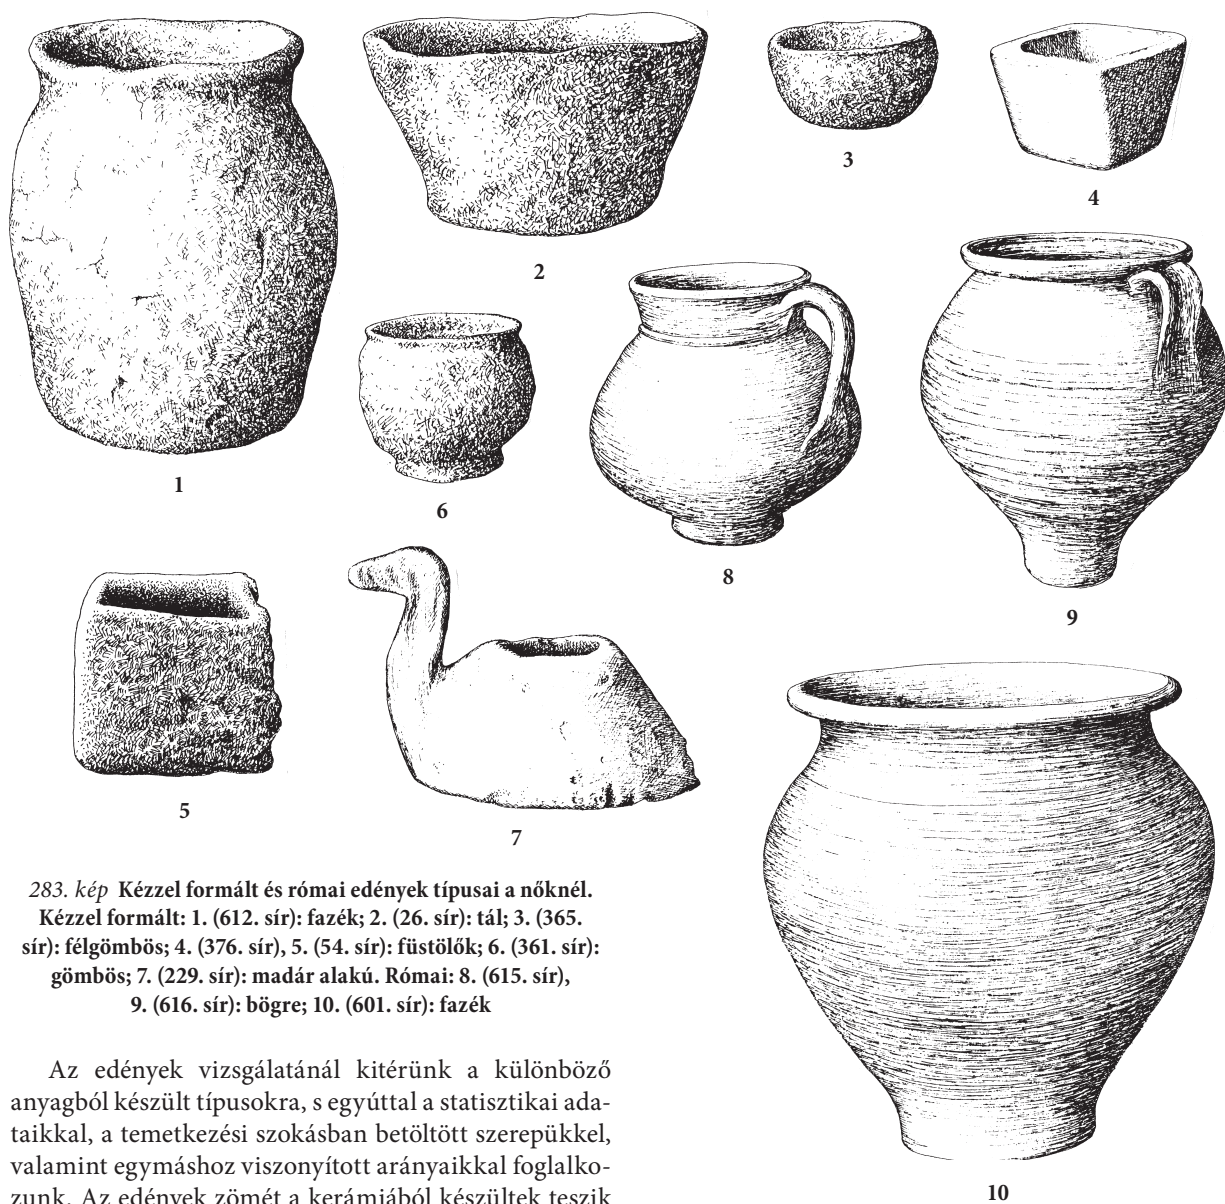 1
2
3
4
5
6
7
8
9
10
283. kép Kézzel formált és római edények típusai a nőknél.
Kézzel formált: 1. (612. sír): fazék; 2. (26. sír): tál; 3. (365.
sír): félgömbös; 4. (376. sír), 5. (54. sír): füstölők; 6. (361. sír):
gömbös; 7. (229. sír): madár alakú. Római: 8. (615. sír),
9. (616. sír): bögre; 10. (601. sír): fazék
Az edények vizsgálatánál kitérünk a különböző
anyagból készült típusokra, s egyúttal a statisztikai ada-
taikkal, a temetkezési szokásban betöltött szerepükkel,
valamint egymáshoz viszonyított arányaikkal foglalko-
zunk. Az edények zömét a kerámiából készültek teszik